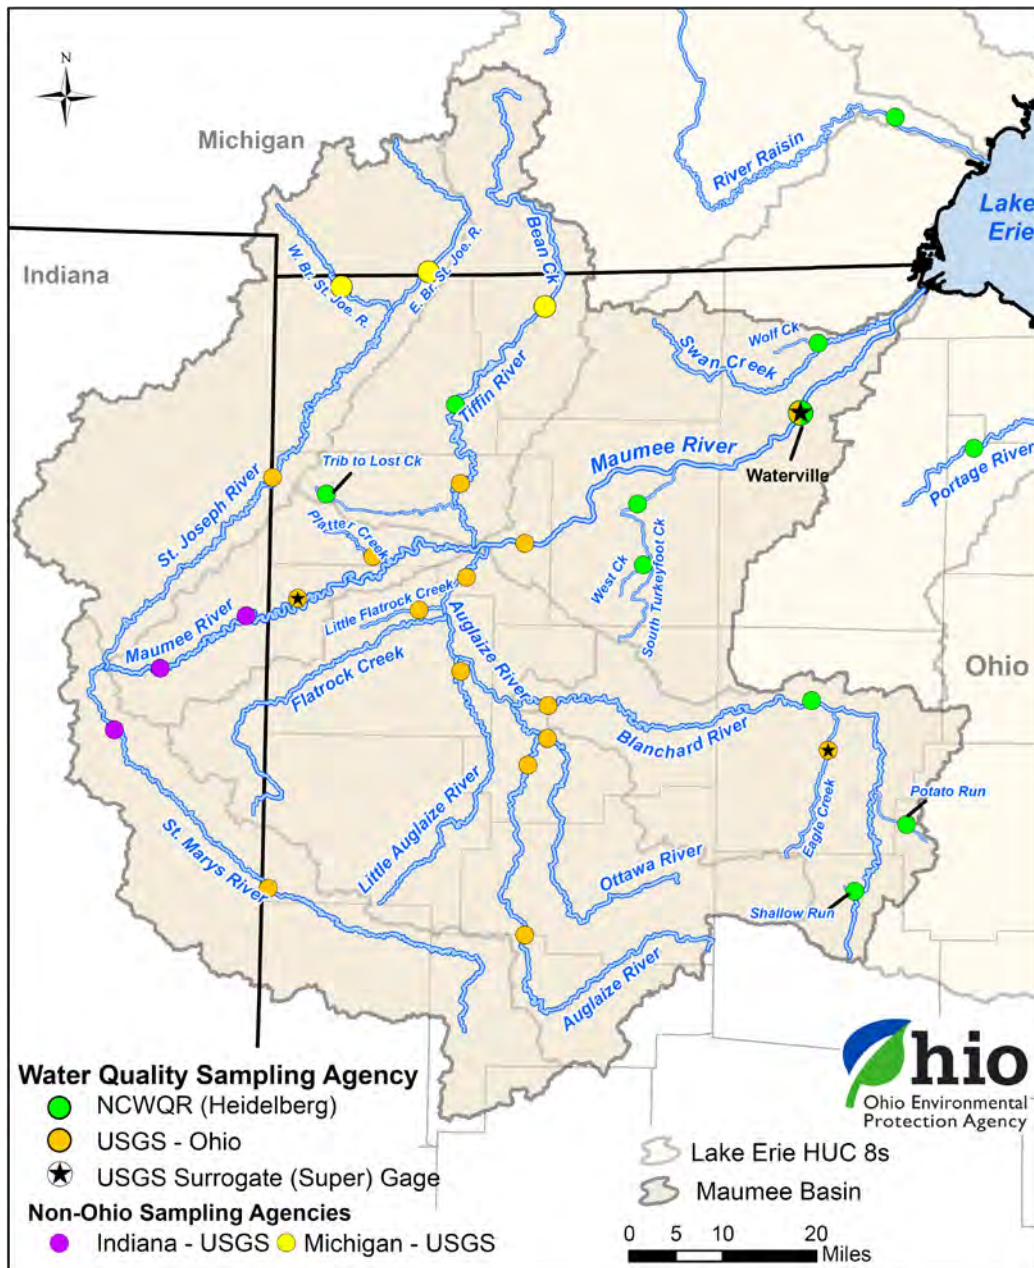 N
Michigan
Indiana
River Raisin
Lake
Erie
Bean Ck
W. Br. St. Joe. R.
E. Br. St. Joe. R.
Wolf Ck
Swan Creek
Tiffin River
Maumee River
Waterville
Portage River
St. Joseph River
Trib to Lost Ck
Platter Creek
West Ck
South Turkeyfoot Ck
Maumee River
Little Flatrock Creek
Flatrock Creek
Auglaize River
Ohio
Blanchard River
Eagle Creek
Potato Run
Little Auglaize River
St. Marys River
Ottawa River
Shallow Run
Auglaize River
Water Quality Sampling Agency
NCWQR (Heidelberg)
USGS - Ohio
USGS Surrogate (Super) Gage
Non-Ohio Sampling Agencies
Indiana - USGS
Michigan - USGS
Ohio
Ohio Environmental
Protection Agency
Lake Erie HUC 8s
Maumee Basin
0 5 10 20
Miles